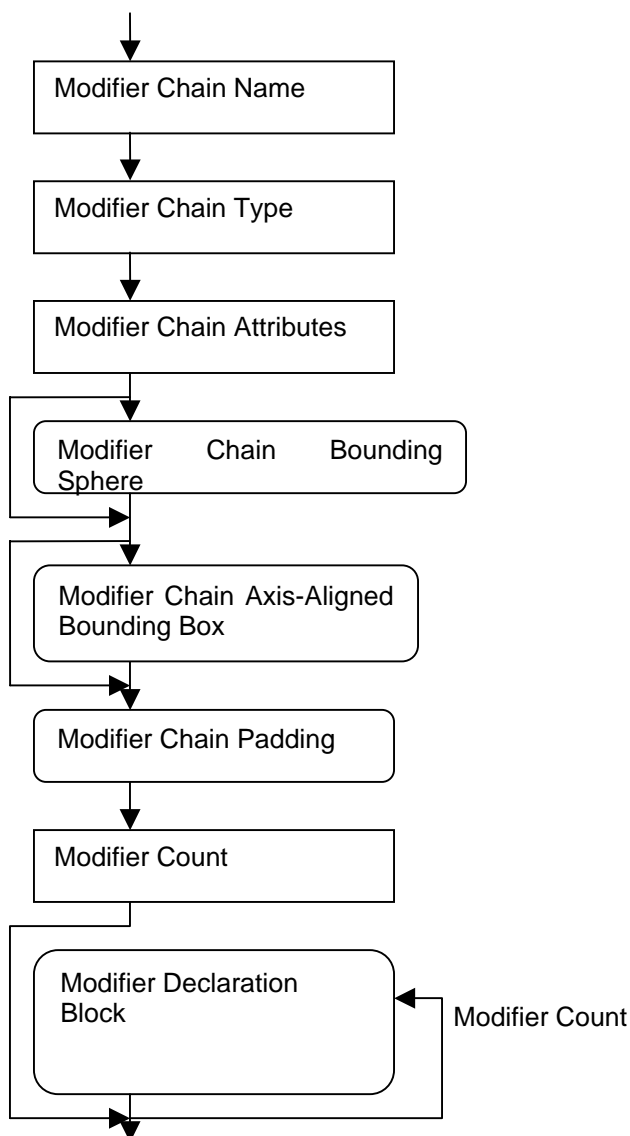 Modifier Chain Name
Modifier Chain Type
Modifier Chain Attributes
Modifier Chain Bounding
Sphere
Modifier Chain Axis-Aligned
Bounding Box
Modifier Chain Padding
Modifier Count
Modifier Declaration
Block
Modifier Count